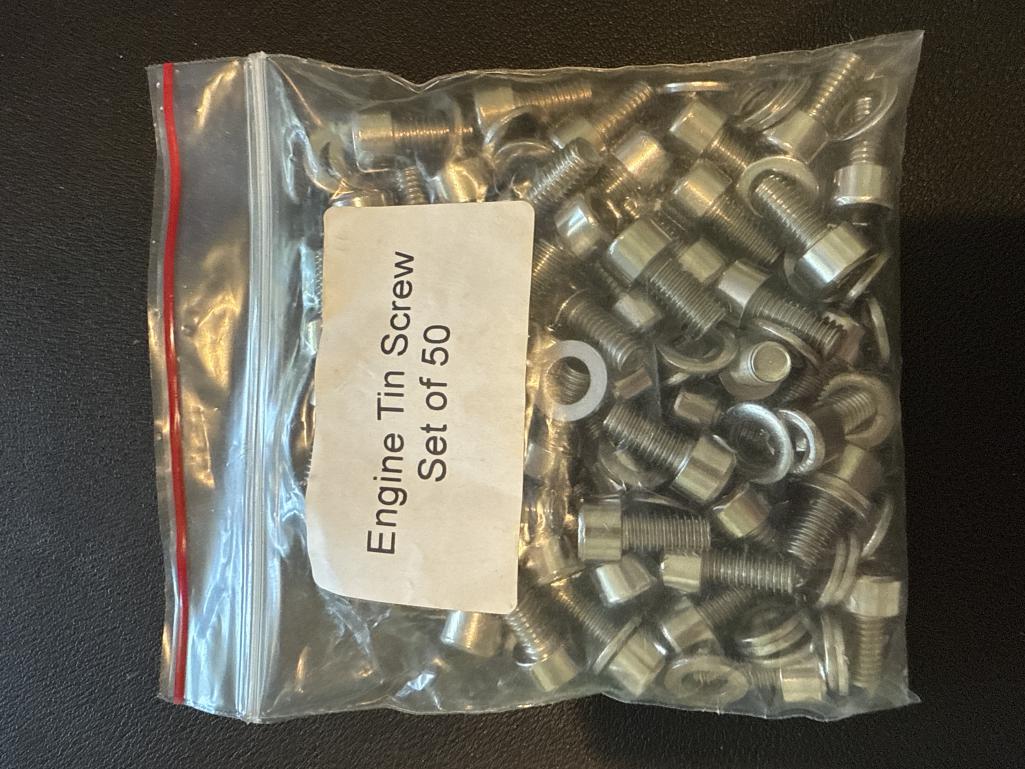 Engine Tin Screw
Set of 50